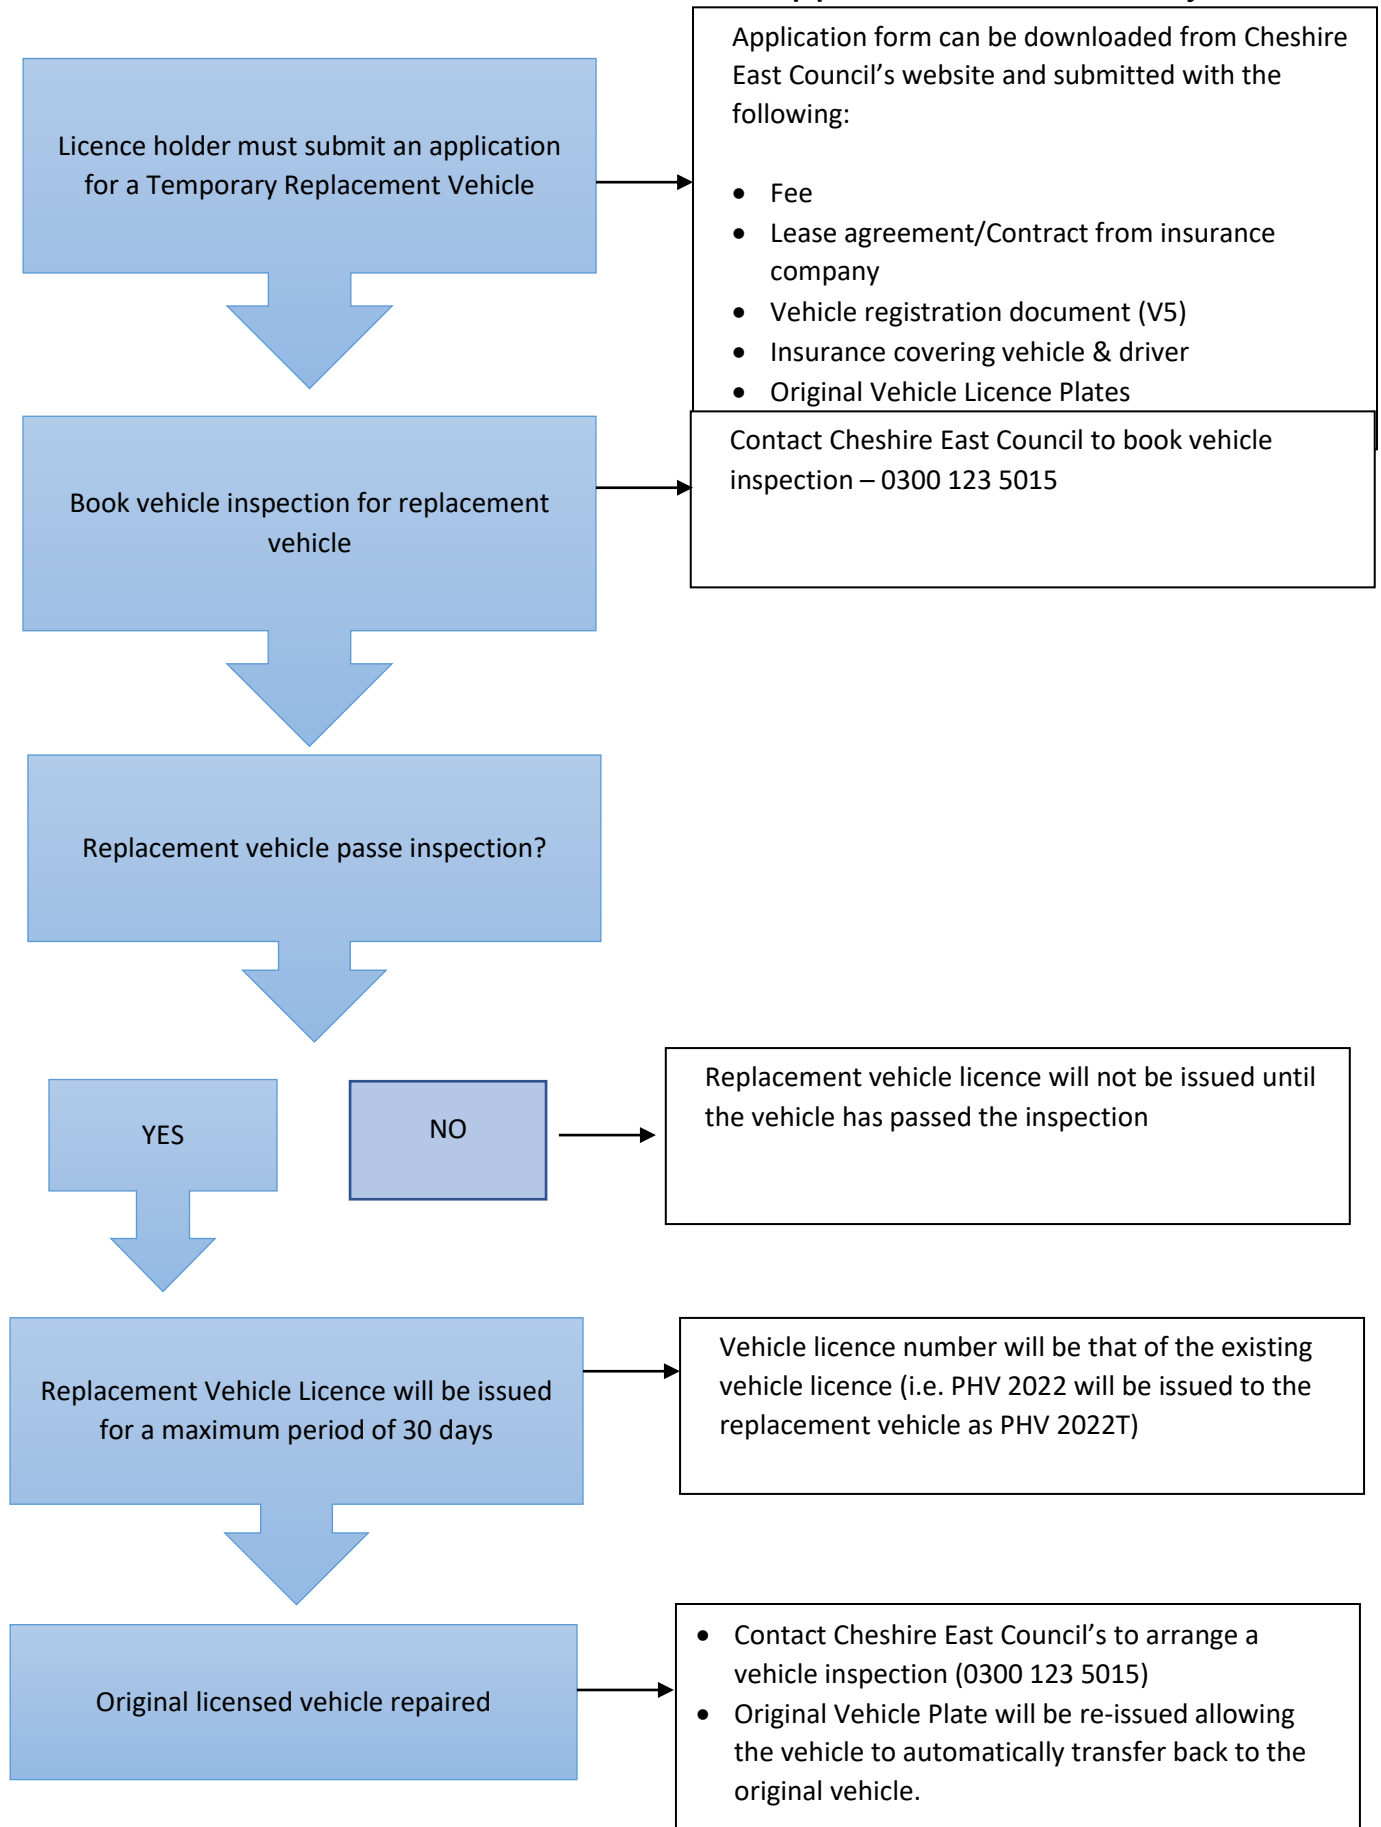 Licence holder must submit an application
for a Temporary Replacement Vehicle
Application form can be downloaded from Cheshire
East Council’s website and submitted with the
following:
• Fee
• Lease agreement/Contract from insurance
company
• Vehicle registration document (V5)
• Insurance covering vehicle & driver
• Original Vehicle Licence Plates
Book vehicle inspection for replacement
vehicle
Contact Cheshire East Council to book vehicle
inspection – 0300 123 5015
Replacement vehicle passe inspection?
YES
NO
Replacement vehicle licence will not be issued until
the vehicle has passed the inspection
Replacement Vehicle Licence will be issued
for a maximum period of 30 days
Vehicle licence number will be that of the existing
vehicle licence (i.e. PHV 2022 will be issued to the
replacement vehicle as PHV 2022T)
Original licensed vehicle repaired
• Contact Cheshire East Council’s to arrange a
vehicle inspection (0300 123 5015)
• Original Vehicle Plate will be re-issued allowing
the vehicle to automatically transfer back to the
original vehicle.